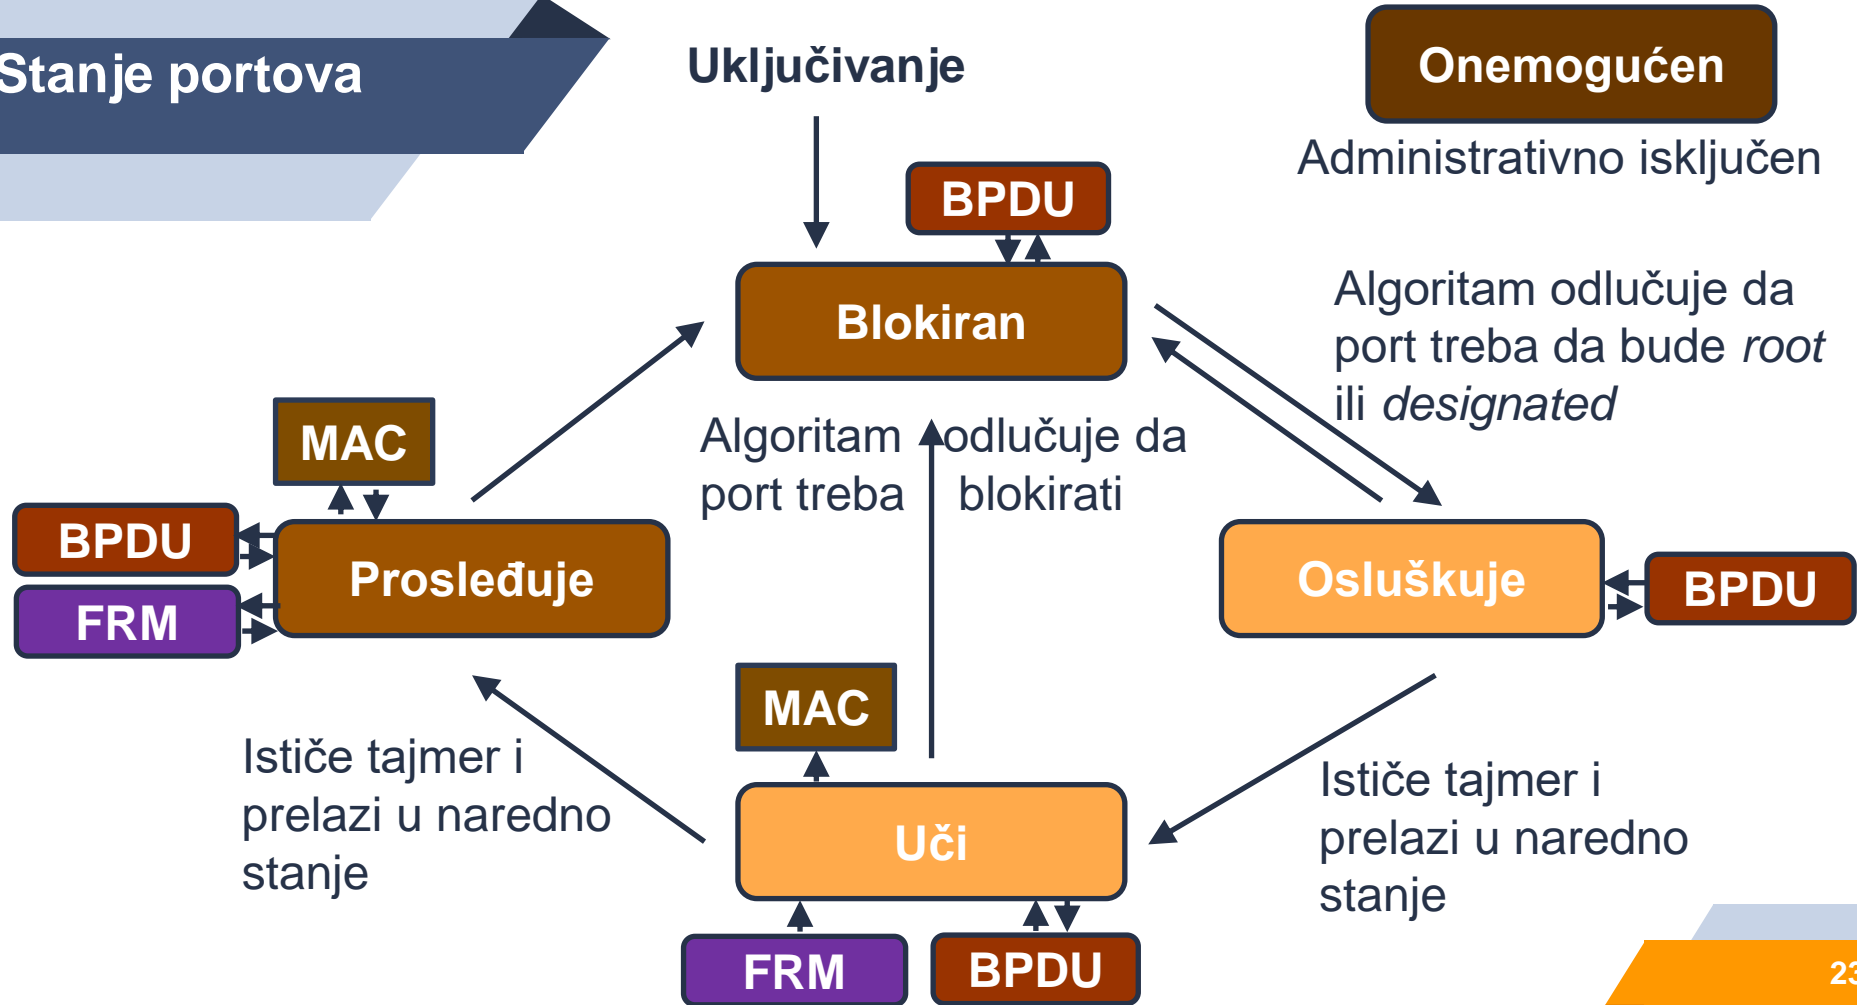 Stanje portova
Uključivanje
Onemogućen
Administrativno isključen
BPDU
Blokiran
Algoritam odlučuje da
port treba da bude root
ili designated
MAC
Algoritam odlučuje da
port treba blokirati
BPDU
Prosleđuje
FRM
Osluškuje
BPDU
MAC
Ističe tajmer i
prelazi u naredno
stanje
Uči
Ističe tajmer i
prelazi u naredno
stanje
FRM
BPDU
23